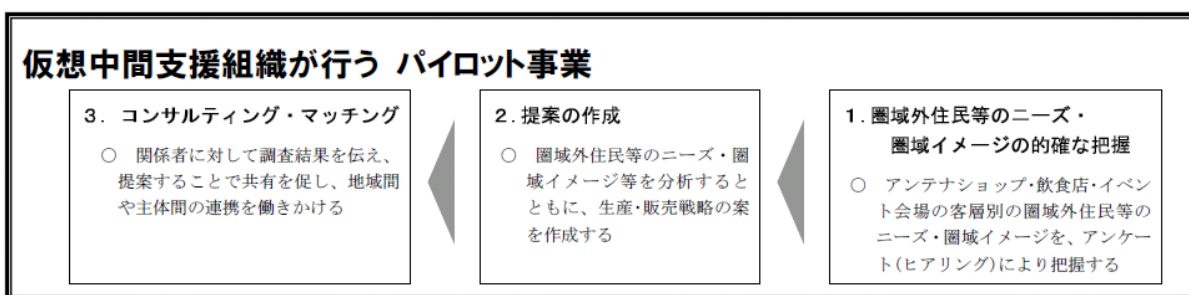 仮想中間支援組織が行う パイロット事業
3. コンサルティング・マッチング
○ 関係者に対して調査結果を伝え、
提案することで共有を促し、地域間
や主体間の連携を働きかける
2.提案の作成
○ 圏域外住民等のニーズ・圏
域イメージ等を分析すると
ともに、生産・販売戦略の案
を作成する
1.圏域外住民等のニーズ・
圏域イメージの的確な把握
○ アンテナショップ・飲食店・イベン
ト会場の客層別の圏域外住民等の
ニーズ・圏域イメージを、アンケー
ト(ヒアリング)により把握する